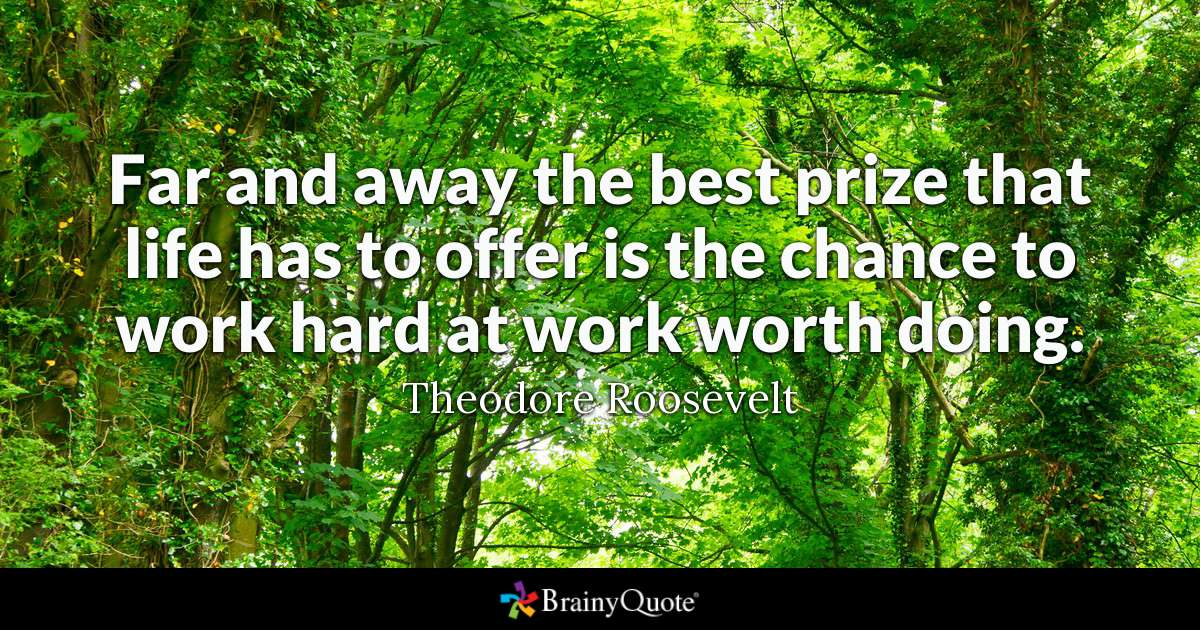 Far and away the best prize that
life has to offer is the chance to
work hard at work worth doing.
Theodore Roosevelt
BrainyQuote®